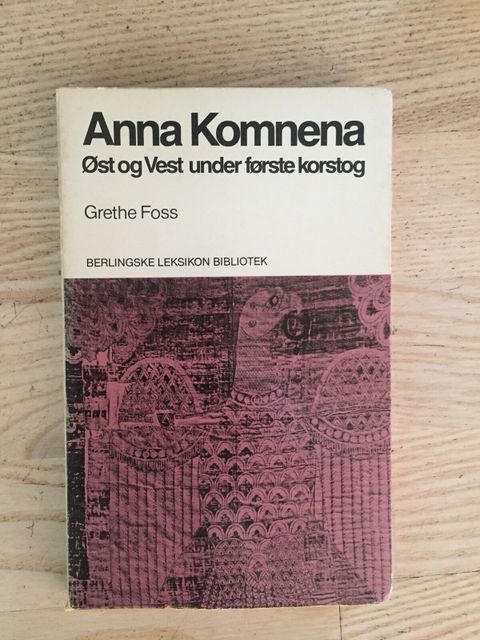 Anna Komnena
Øst og Vest under første korstog
Grethe Foss
BERLINGSKE LEKSIKON BIBLIOTEK